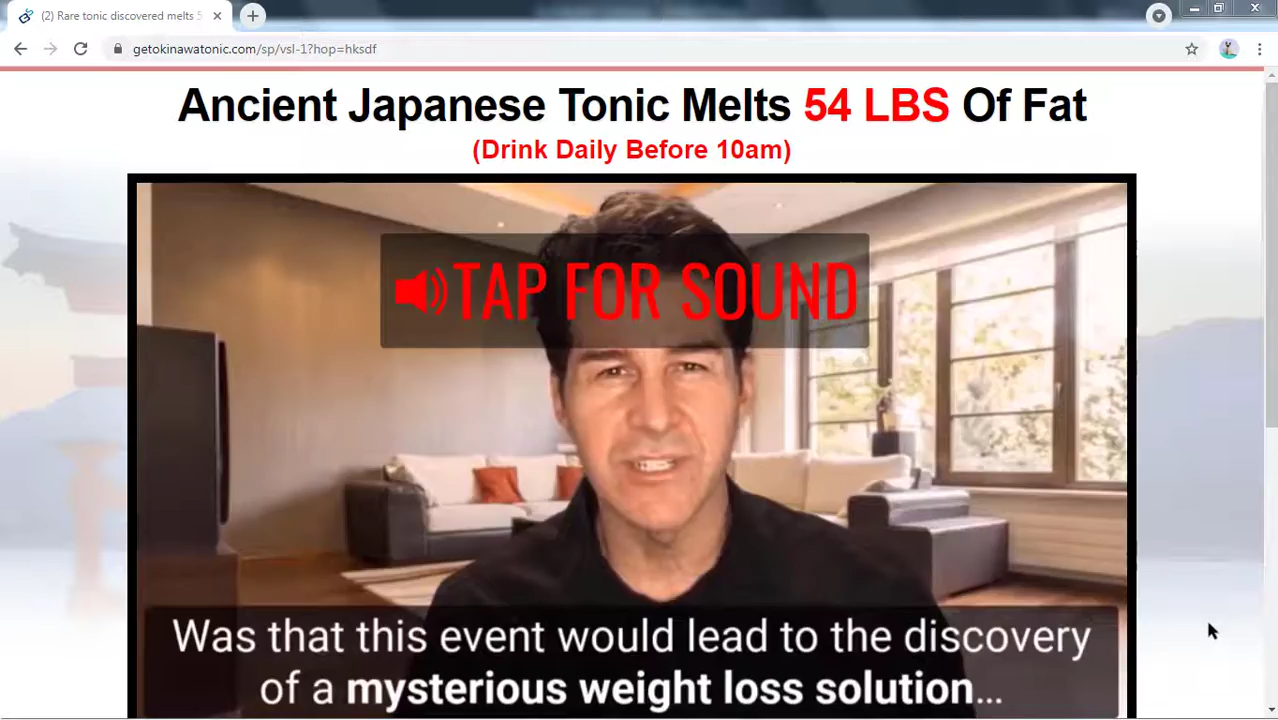 (2) Rare tonic discovered melts 5
getokinawatonic.com/sp/vsl-1?hop=hksdf
Ancient Japanese Tonic Melts 54 LBS Of Fat
(Drink Daily Before 10am)
TAP FOR SOUND
Was that this event would lead to the discovery
of a mysterious weight loss solution...